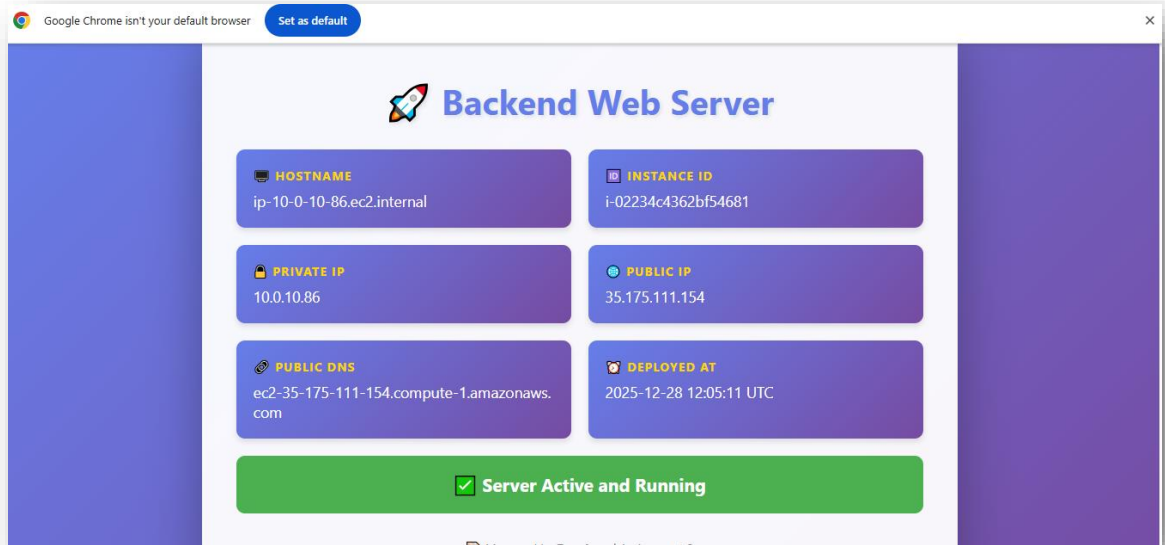 Google Chrome isn't your default browser
Set as default
Backend Web Server
HOSTNAME
ip-10-0-10-86.ec2.internal
INSTANCE ID
i-02234c4362bf54681
PRIVATE IP
10.0.10.86
PUBLIC IP
35.175.111.154
PUBLIC DNS
ec2-35-175-111-154.compute-1.amazonaws.
com
DEPLOYED AT
2025-12-28 12:05:11 UTC
Server Active and Running